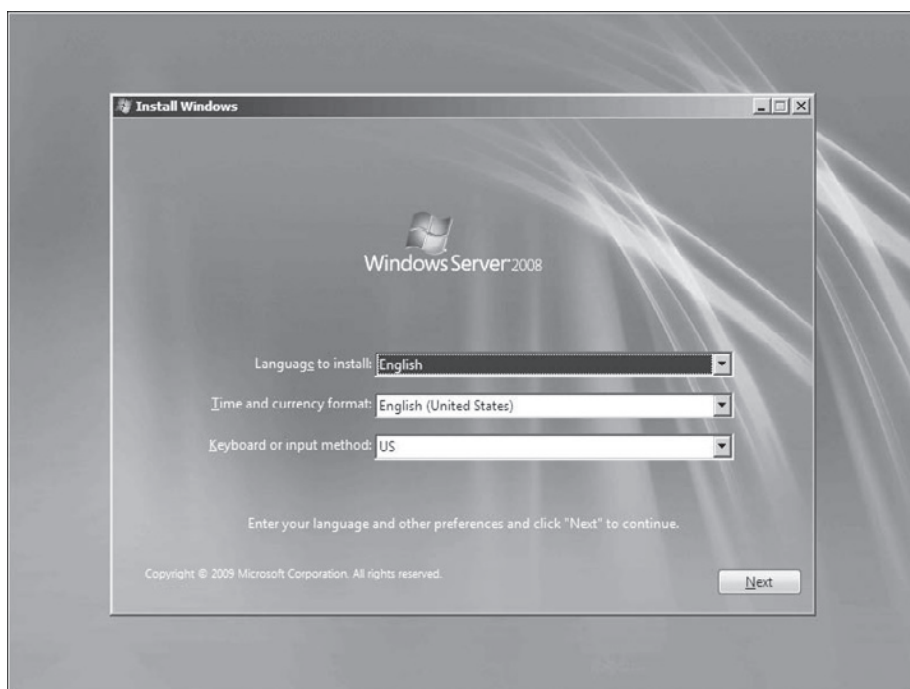 Install Windows
Windows Server 2008
Language to install: English
Time and currency format: English (United States)
Keyboard or input method: US
Enter your language and other preferences and click "Next" to continue.
Copyright © 2009 Microsoft Corporation. All rights reserved.
Next